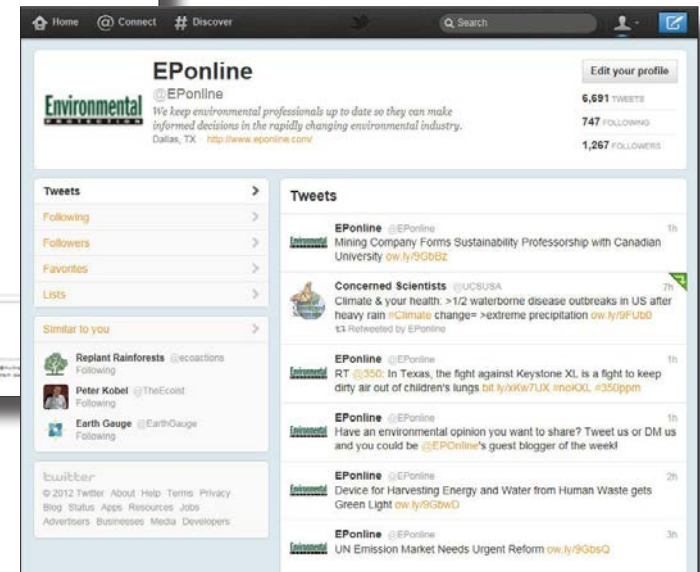 Home @ Connect # Discover Search
EPonline
@EPonline
Environmental
PROTECTION
We keep environmental professionals up to date so they can make
informed decisions in the rapidly changing environmental industry.
Dallas, TX · http://www.eponline.com/
Edit your profile
6,691 TWEETS
747 FOLLOWING
1,267 FOLLOWERS
Tweets
Following
Followers
Favorites
Lists
Similar to you
Replant Rainforests @ecoactions
Following
Peter Kobel @TheEcoist
Following
Earth Gauge @EarthGauge
Following
twitter
© 2012 Twitter About Help Terms Privacy
Blog Status Apps Resources Jobs
Advertisers Businesses Media Developers
Tweets
EPonline @EPonline 1h
Environmental
Mining Company Forms Sustainability Professorship with Canadian
University ow.ly/9GbBz
Concerned Scientists @UCSUSA 7h
Climate & your health: >1/2 waterborne disease outbreaks in US after
heavy rain #Climate change= >extreme precipitation ow.ly/9FUb0
Retweeted by EPonline
EPonline @EPonline 1h
Environmental
RT @350: In Texas, the fight against Keystone XL is a fight to keep
dirty air out of children's lungs bit.ly/xKw7UX #noKXL #350ppm
EPonline @EPonline 1h
Environmental
Have an environmental opinion you want to share? Tweet us or DM us
and you could be @EPOnline's guest blogger of the week!
EPonline @EPonline 2h
Environmental
Device for Harvesting Energy and Water from Human Waste gets
Green Light ow.ly/9GbwD
EPonline @EPonline 3h
Environmental
UN Emission Market Needs Urgent Reform ow.ly/9GbsQ